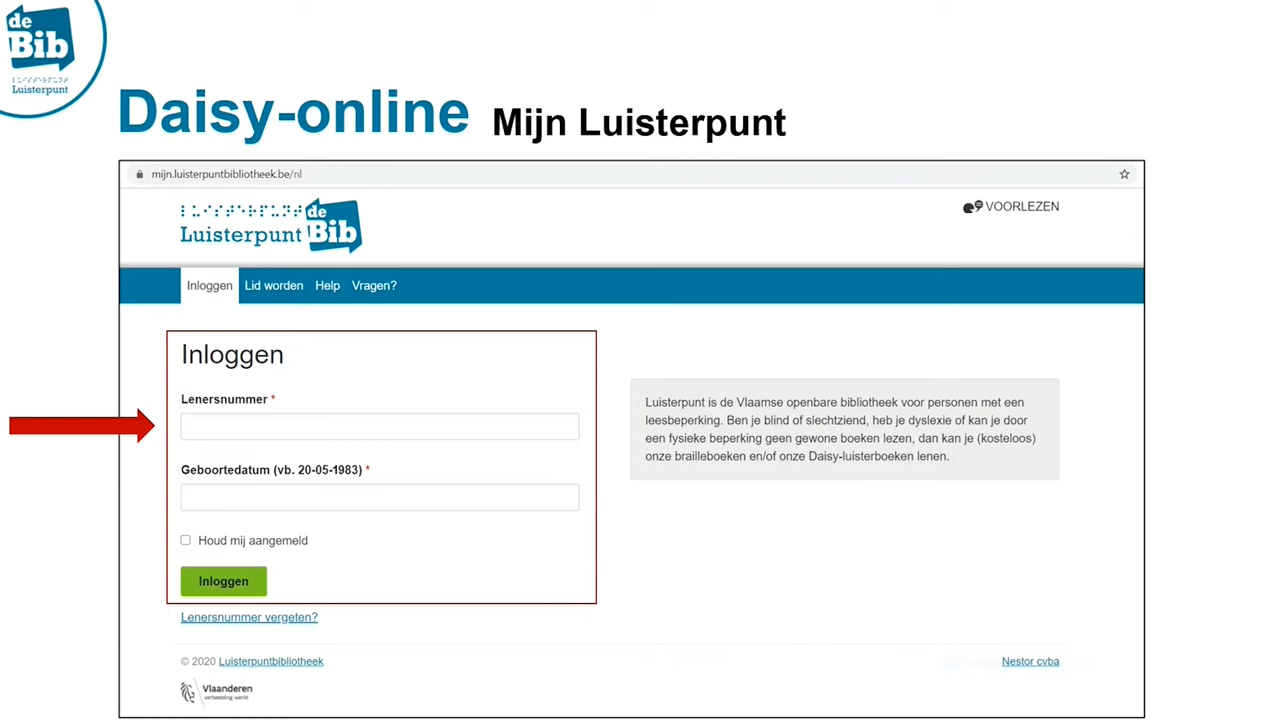 de
Bib
Luisterpunt
Daisy-online Mijn Luisterpunt
mijn.luisterpuntbibliotheek.be/nl
Luisterpunt de Bib
VOORLEZEN
Inloggen Lid worden Help Vragen?
Inloggen
Lenersnummer *
Geboortedatum (vb. 20-05-1983) *
Houd mij aangemeld
Inloggen
Lenersnummer vergeten?
Luisterpunt is de Vlaamse openbare bibliotheek voor personen met een
leesbeperking. Ben je blind of slechtziend, heb je dyslexie of kan je door
een fysieke beperking geen gewone boeken lezen, dan kan je (kosteloos)
onze brailleboeken en/of onze Daisy-luisterboeken lenen.
© 2020 Luisterpuntbibliotheek
Nestor cvba
Vlaanderen
verbeelding werkt